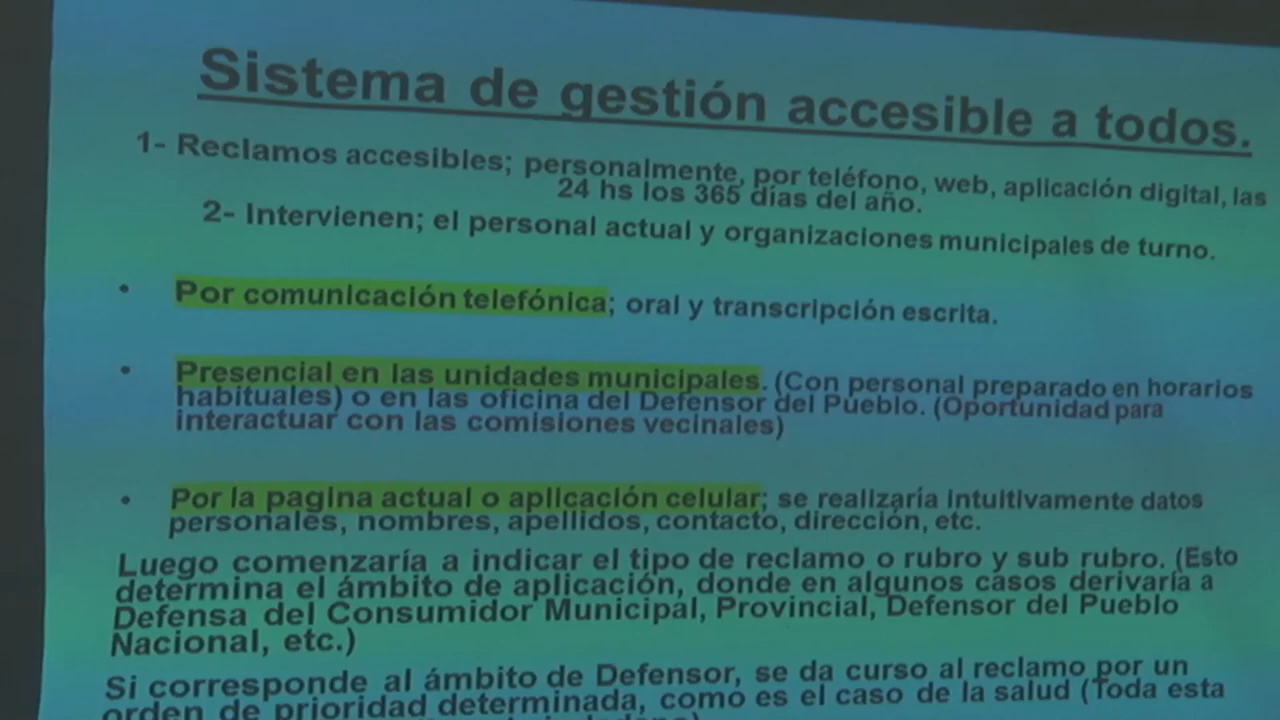 Sistema de gestión accesible a todos.
1- Reclamos accesibles; personalmente, por teléfono, web, aplicación digital, las
24 hs los 365 días del año.
2- Intervienen; el personal actual y organizaciones municipales de turno.
• Por comunicación telefónica; oral y transcripción escrita.
• Presencial en las unidades municipales. (Con personal preparado en horarios
habituales) o en las oficina del Defensor del Pueblo. (Oportunidad para
interactuar con las comisiones vecinales)
• Por la pagina actual o aplicación celular; se realizaría intuitivamente datos
personales, nombres, apellidos, contacto, dirección, etc.
Luego comenzaría a indicar el tipo de reclamo o rubro y sub rubro. (Esto
determina el ámbito de aplicación, donde en algunos casos derivaría a
Defensa del Consumidor Municipal, Provincial, Defensor del Pueblo
Nacional, etc.)
Si corresponde al ámbito de Defensor, se da curso al reclamo por un
orden de prioridad determinada, como es el caso de la salud (Toda esta